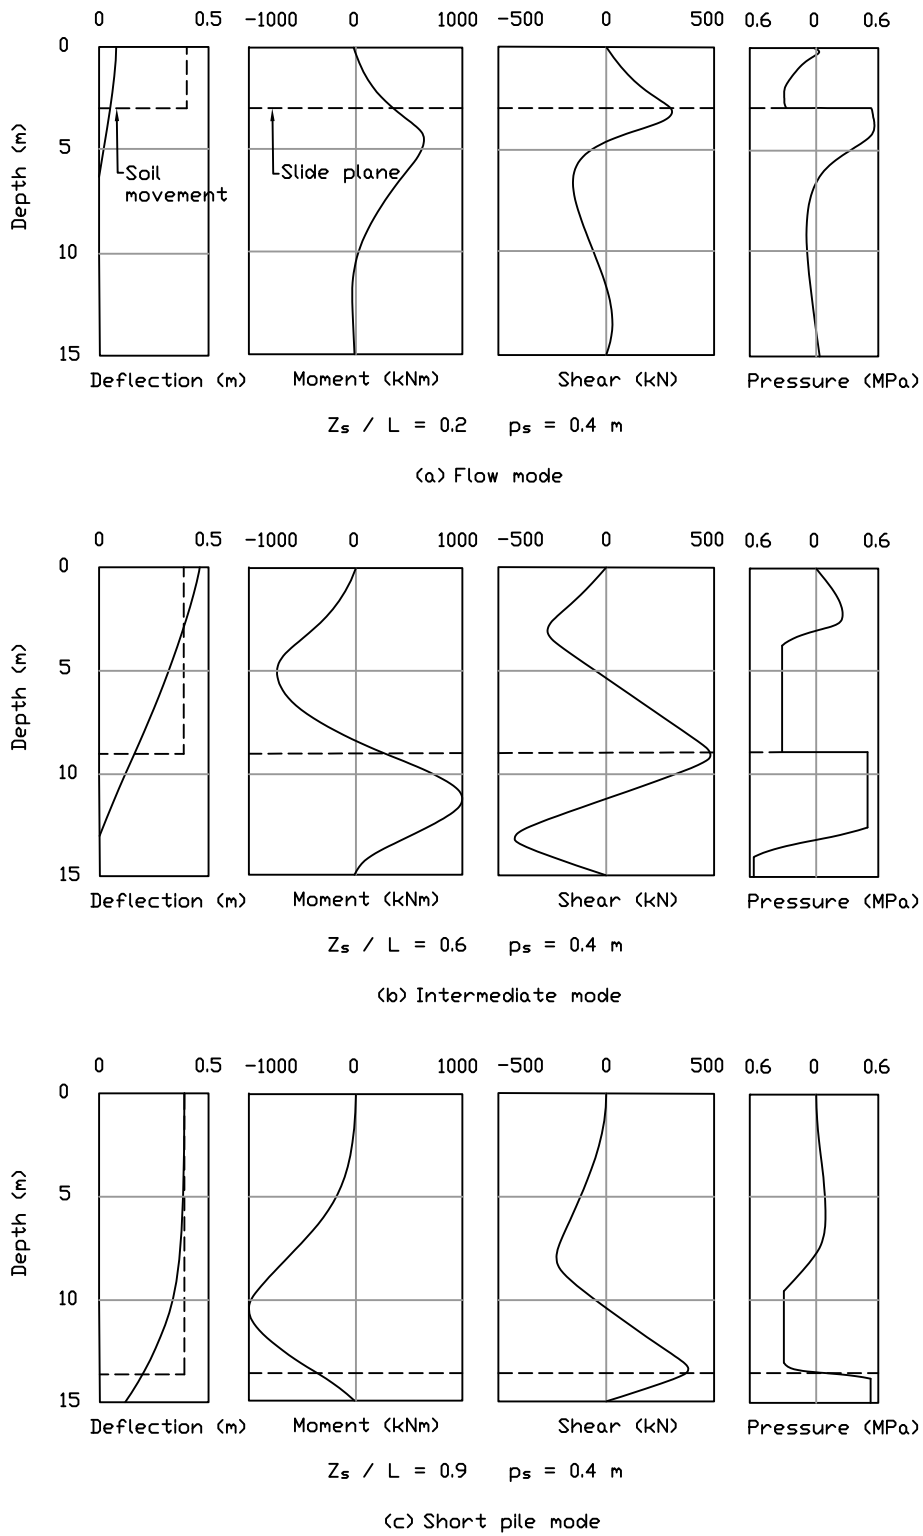 0 0.5 -1000 0 1000 -500 0 500 0.6 0 0.6
0
5
10
15
Depth (m)
Soil
movement
Slide plane
Deflection (m) Moment (kNm) Shear (kN) Pressure (MPa)
Zs / L = 0.2 ps = 0.4 m
(a) Flow mode
0 0.5 -1000 0 1000 -500 0 500 0.6 0 0.6
0
5
10
15
Depth (m)
Deflection (m) Moment (kNm) Shear (kN) Pressure (MPa)
Zs / L = 0.6 ps = 0.4 m
(b) Intermediate mode
0 0.5 -1000 0 1000 -500 0 500 0.6 0 0.6
0
5
10
15
Depth (m)
Deflection (m) Moment (kNm) Shear (kN) Pressure (MPa)
Zs / L = 0.9 ps = 0.4 m
(c) Short pile mode